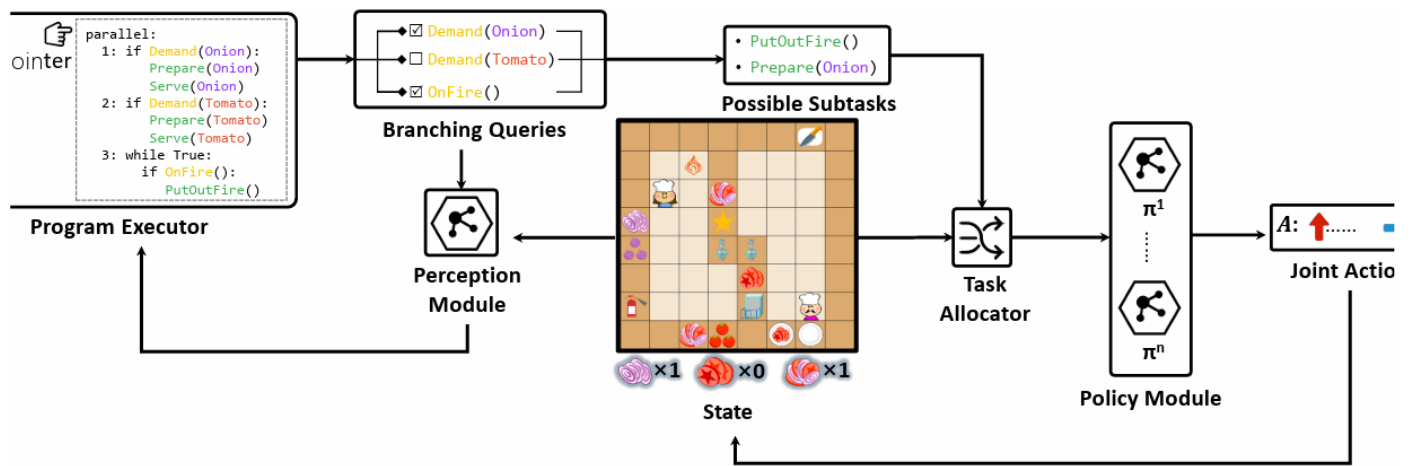 ointer
parallel:
1: if Demand(Onion):
Prepare(Onion)
Serve(Onion)
2: if Demand(Tomato):
Prepare(Tomato)
Serve(Tomato)
3: while True:
if OnFire():
PutOutFire()
Program Executor
Demand(Onion)
Demand(Tomato)
OnFire()
Branching Queries
• PutOutFire()
• Prepare(Onion)
Possible Subtasks
Perception
Module
×1
×0
×1
State
Task
Allocator
π¹
......
πⁿ
Policy Module
A: ......
Joint Actio